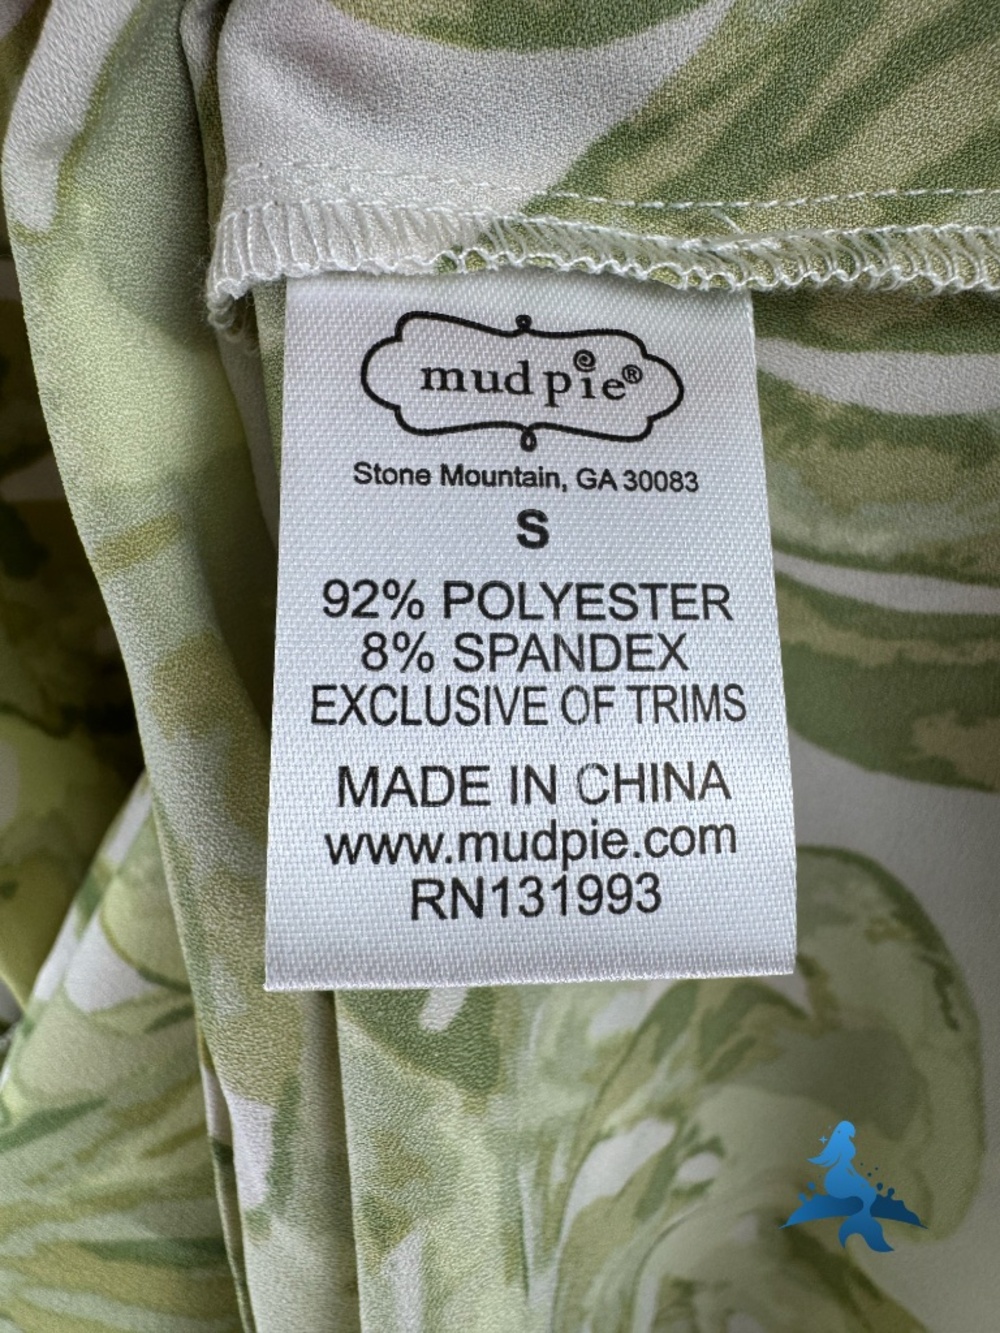 mud pie®
Stone Mountain, GA 30083
S
92% POLYESTER
8% SPANDEX
EXCLUSIVE OF TRIMS
MADE IN CHINA
www.mudpie.com
RN131993